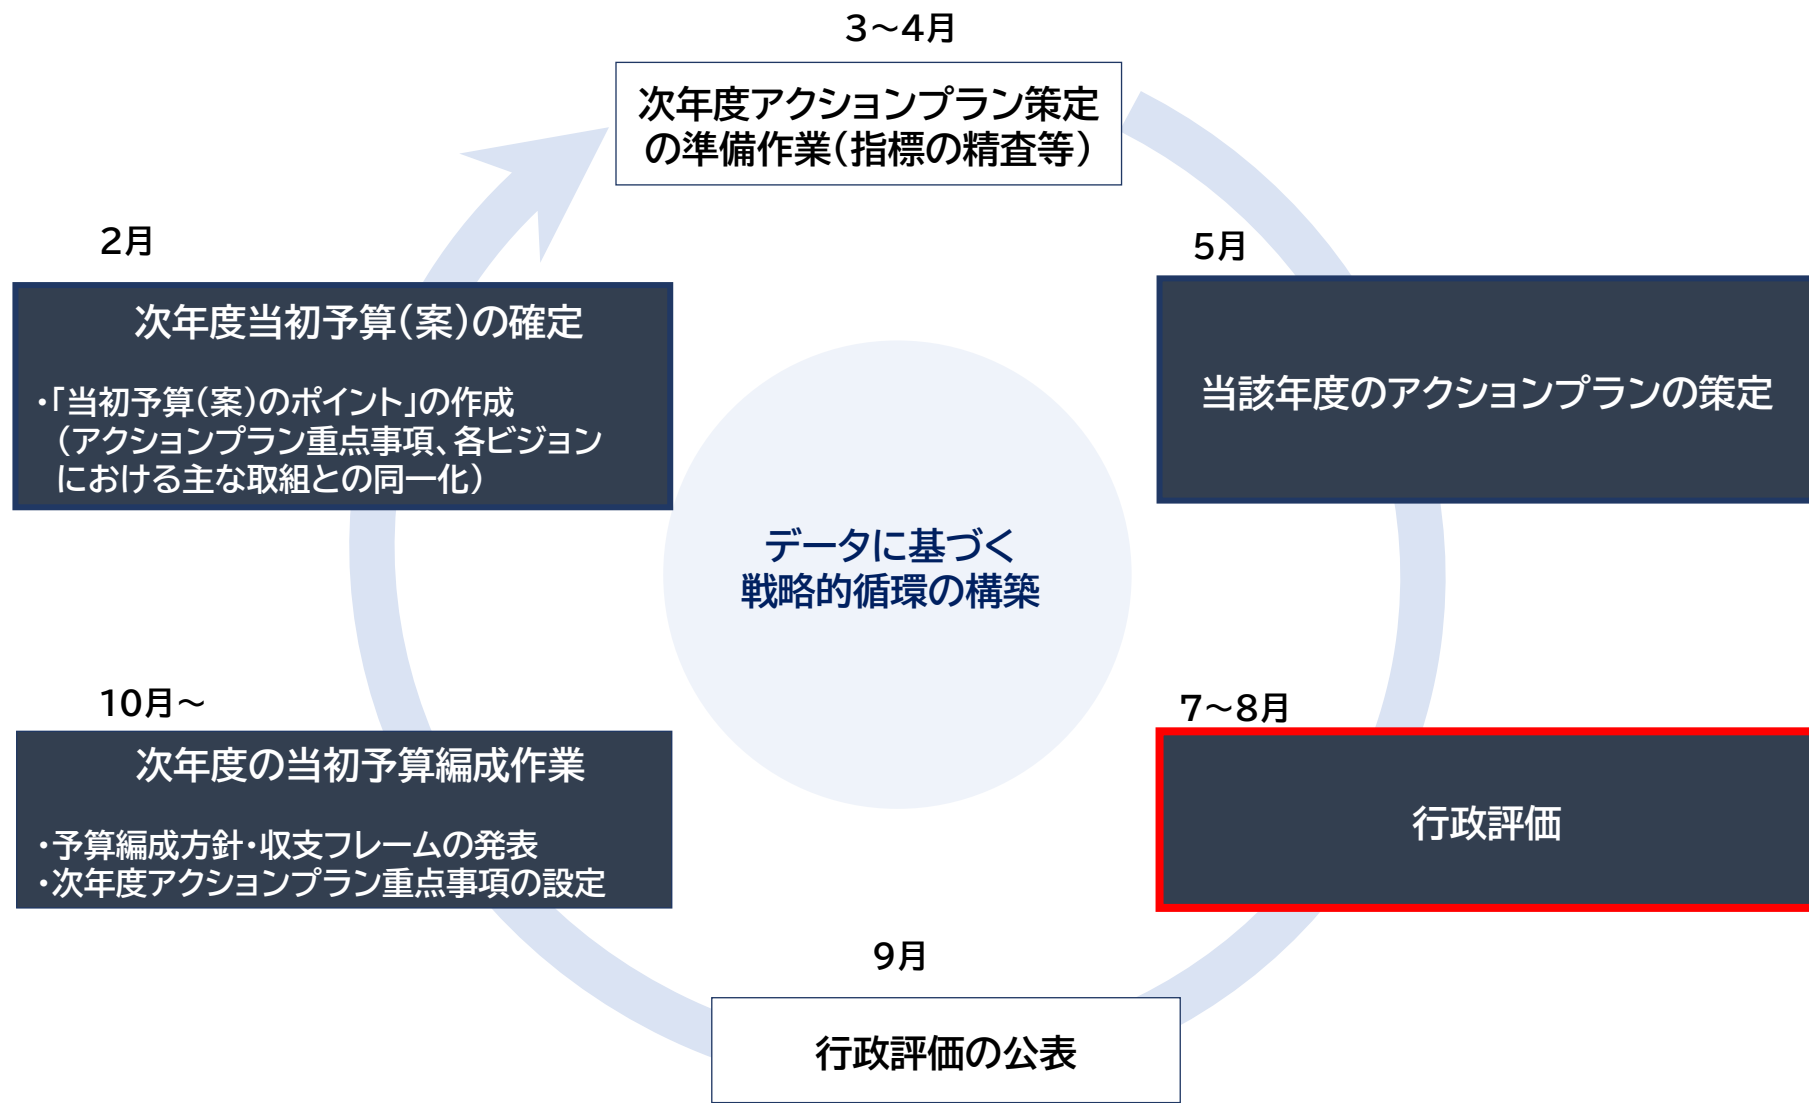 3～4月
次年度アクションプラン策定
の準備作業（指標の精査等）
5月
当該年度のアクションプランの策定
7～8月
行政評価
9月
行政評価の公表
10月～
次年度の当初予算編成作業
・予算編成方針・収支フレームの発表
・次年度アクションプラン重点事項の設定
2月
次年度当初予算（案）の確定
・「当初予算（案）のポイント」の作成
（アクションプラン重点事項、各ビジョン
における主な取組との同一化）
データに基づく
戦略的循環の構築